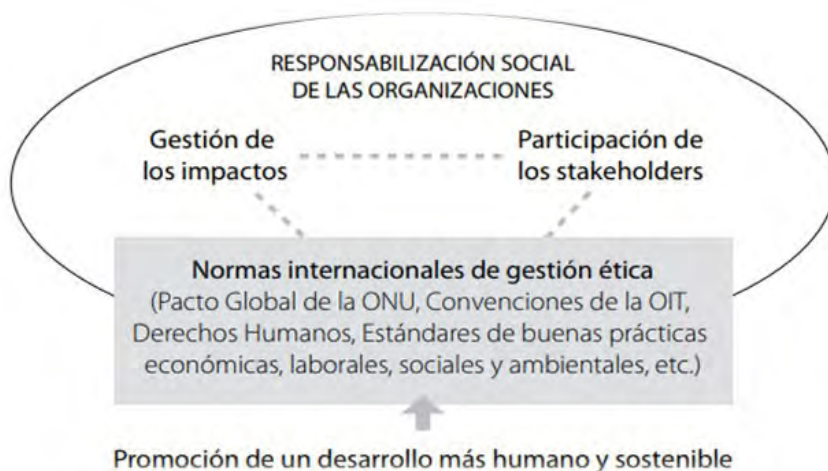 RESPONSABILIZACIÓN SOCIAL
DE LAS ORGANIZACIONES
Gestión de
los impactos
Participación de
los stakeholders
Normas internacionales de gestión ética
(Pacto Global de la ONU, Convenciones de la OIT,
Derechos Humanos, Estándares de buenas prácticas
económicas, laborales, sociales y ambientales, etc.)
Promoción de un desarrollo más humano y sostenible